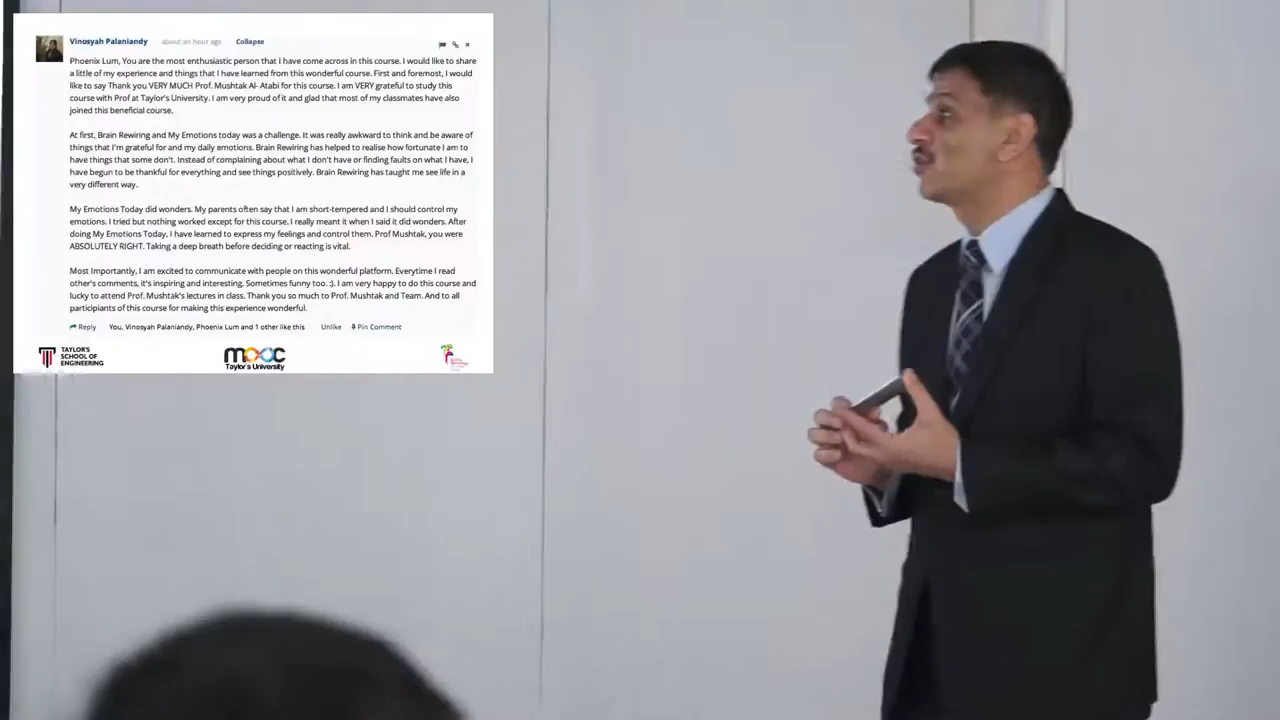 Vinosyah Palaniandy about an hour ago Collapse
Phoenix Lum, You are the most enthusiastic person that I have come across in this course. I would like to share
a little of my experience and things that I have learned from this wonderful course. First and foremost, I would
like to say Thank you VERY MUCH Prof. Mushtak Al- Atabi for this course. I am VERY grateful to study this
course with Prof at Taylor's University. I am very proud of it and glad that most of my classmates have also
joined this beneficial course.
At first, Brain Rewiring and My Emotions today was a challenge. It was really awkward to think and be aware of
things that I'm grateful for and my daily emotions. Brain Rewiring has helped to realise how fortunate I am to
have things that some don't. Instead of complaining about what I don't have or finding faults on what I have, I
have begun to be thankful for everything and see things positively. Brain Rewiring has taught me see life in a
very different way.
My Emotions Today did wonders. My parents often say that I am short-tempered and I should control my
emotions. I tried but nothing worked except for this course. I really meant it when I said it did wonders. After
doing My Emotions Today, I have learned to express my feelings and control them. Prof Mushtak, you were
ABSOLUTELY RIGHT. Taking a deep breath before deciding or reacting is vital.
Most Importantly, I am excited to communicate with people on this wonderful platform. Everytime I read
other's comments, it's inspiring and interesting. Sometimes funny too. :). I am very happy to do this course and
lucky to attend Prof. Mushtak's lectures in class. Thank you so much to Prof. Mushtak and Team. And to all
participants of this course for making this experience wonderful.
Reply You, Vinosyah Palaniandy, Phoenix Lum and 1 other like this Unlike Pin Comment
TAYLOR'S
SCHOOL OF
ENGINEERING
mooc
Taylor's University